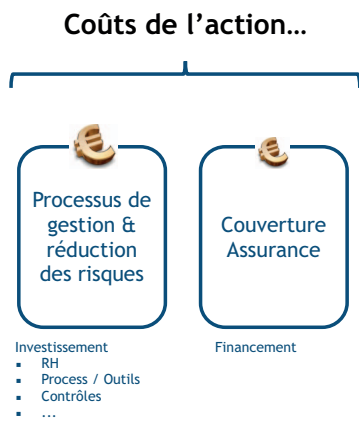 Coûts de l’action…
Processus de
gestion &
réduction
des risques
Couverture
Assurance
Investissement
▪ RH
▪ Process / Outils
▪ Contrôles
▪ ...
Financement